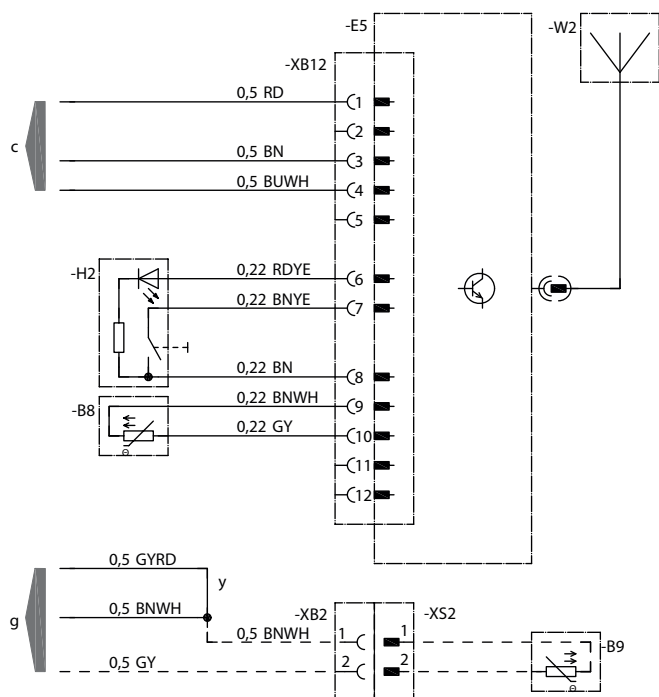 -E5
-W2
-XB12
0,5 RD
1
2
c
0,5 BN
3
0,5 BUWH
4
5
-H2
0,22 RDYE
6
0,22 BNYE
7
0,22 BN
8
0,22 BNWH
9
-B8
0,22 GY
10
Θ
11
12
0,5 GYRD
y
g
0,5 BNWH
-XB2
-XS2
0,5 BNWH
1
1
-B9
0,5 GY
2
2
Θ